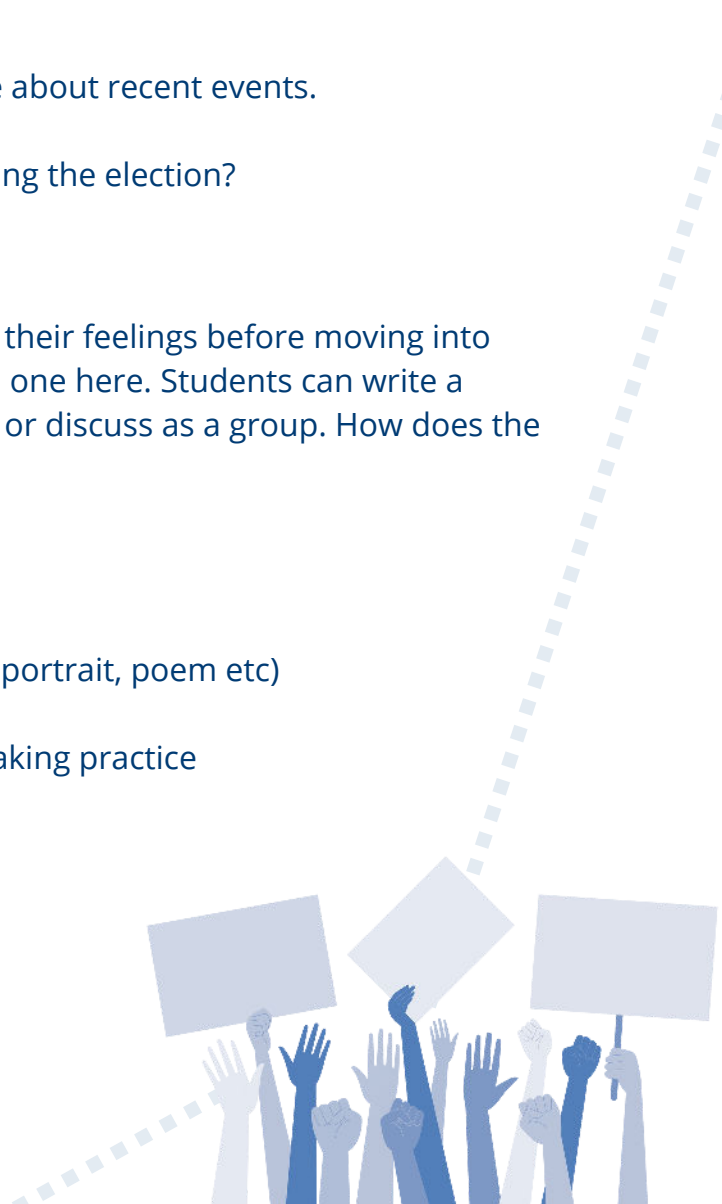 about recent events.
ng the election?
their feelings before moving into
one here. Students can write a
or discuss as a group. How does the
portrait, poem etc)
aking practice